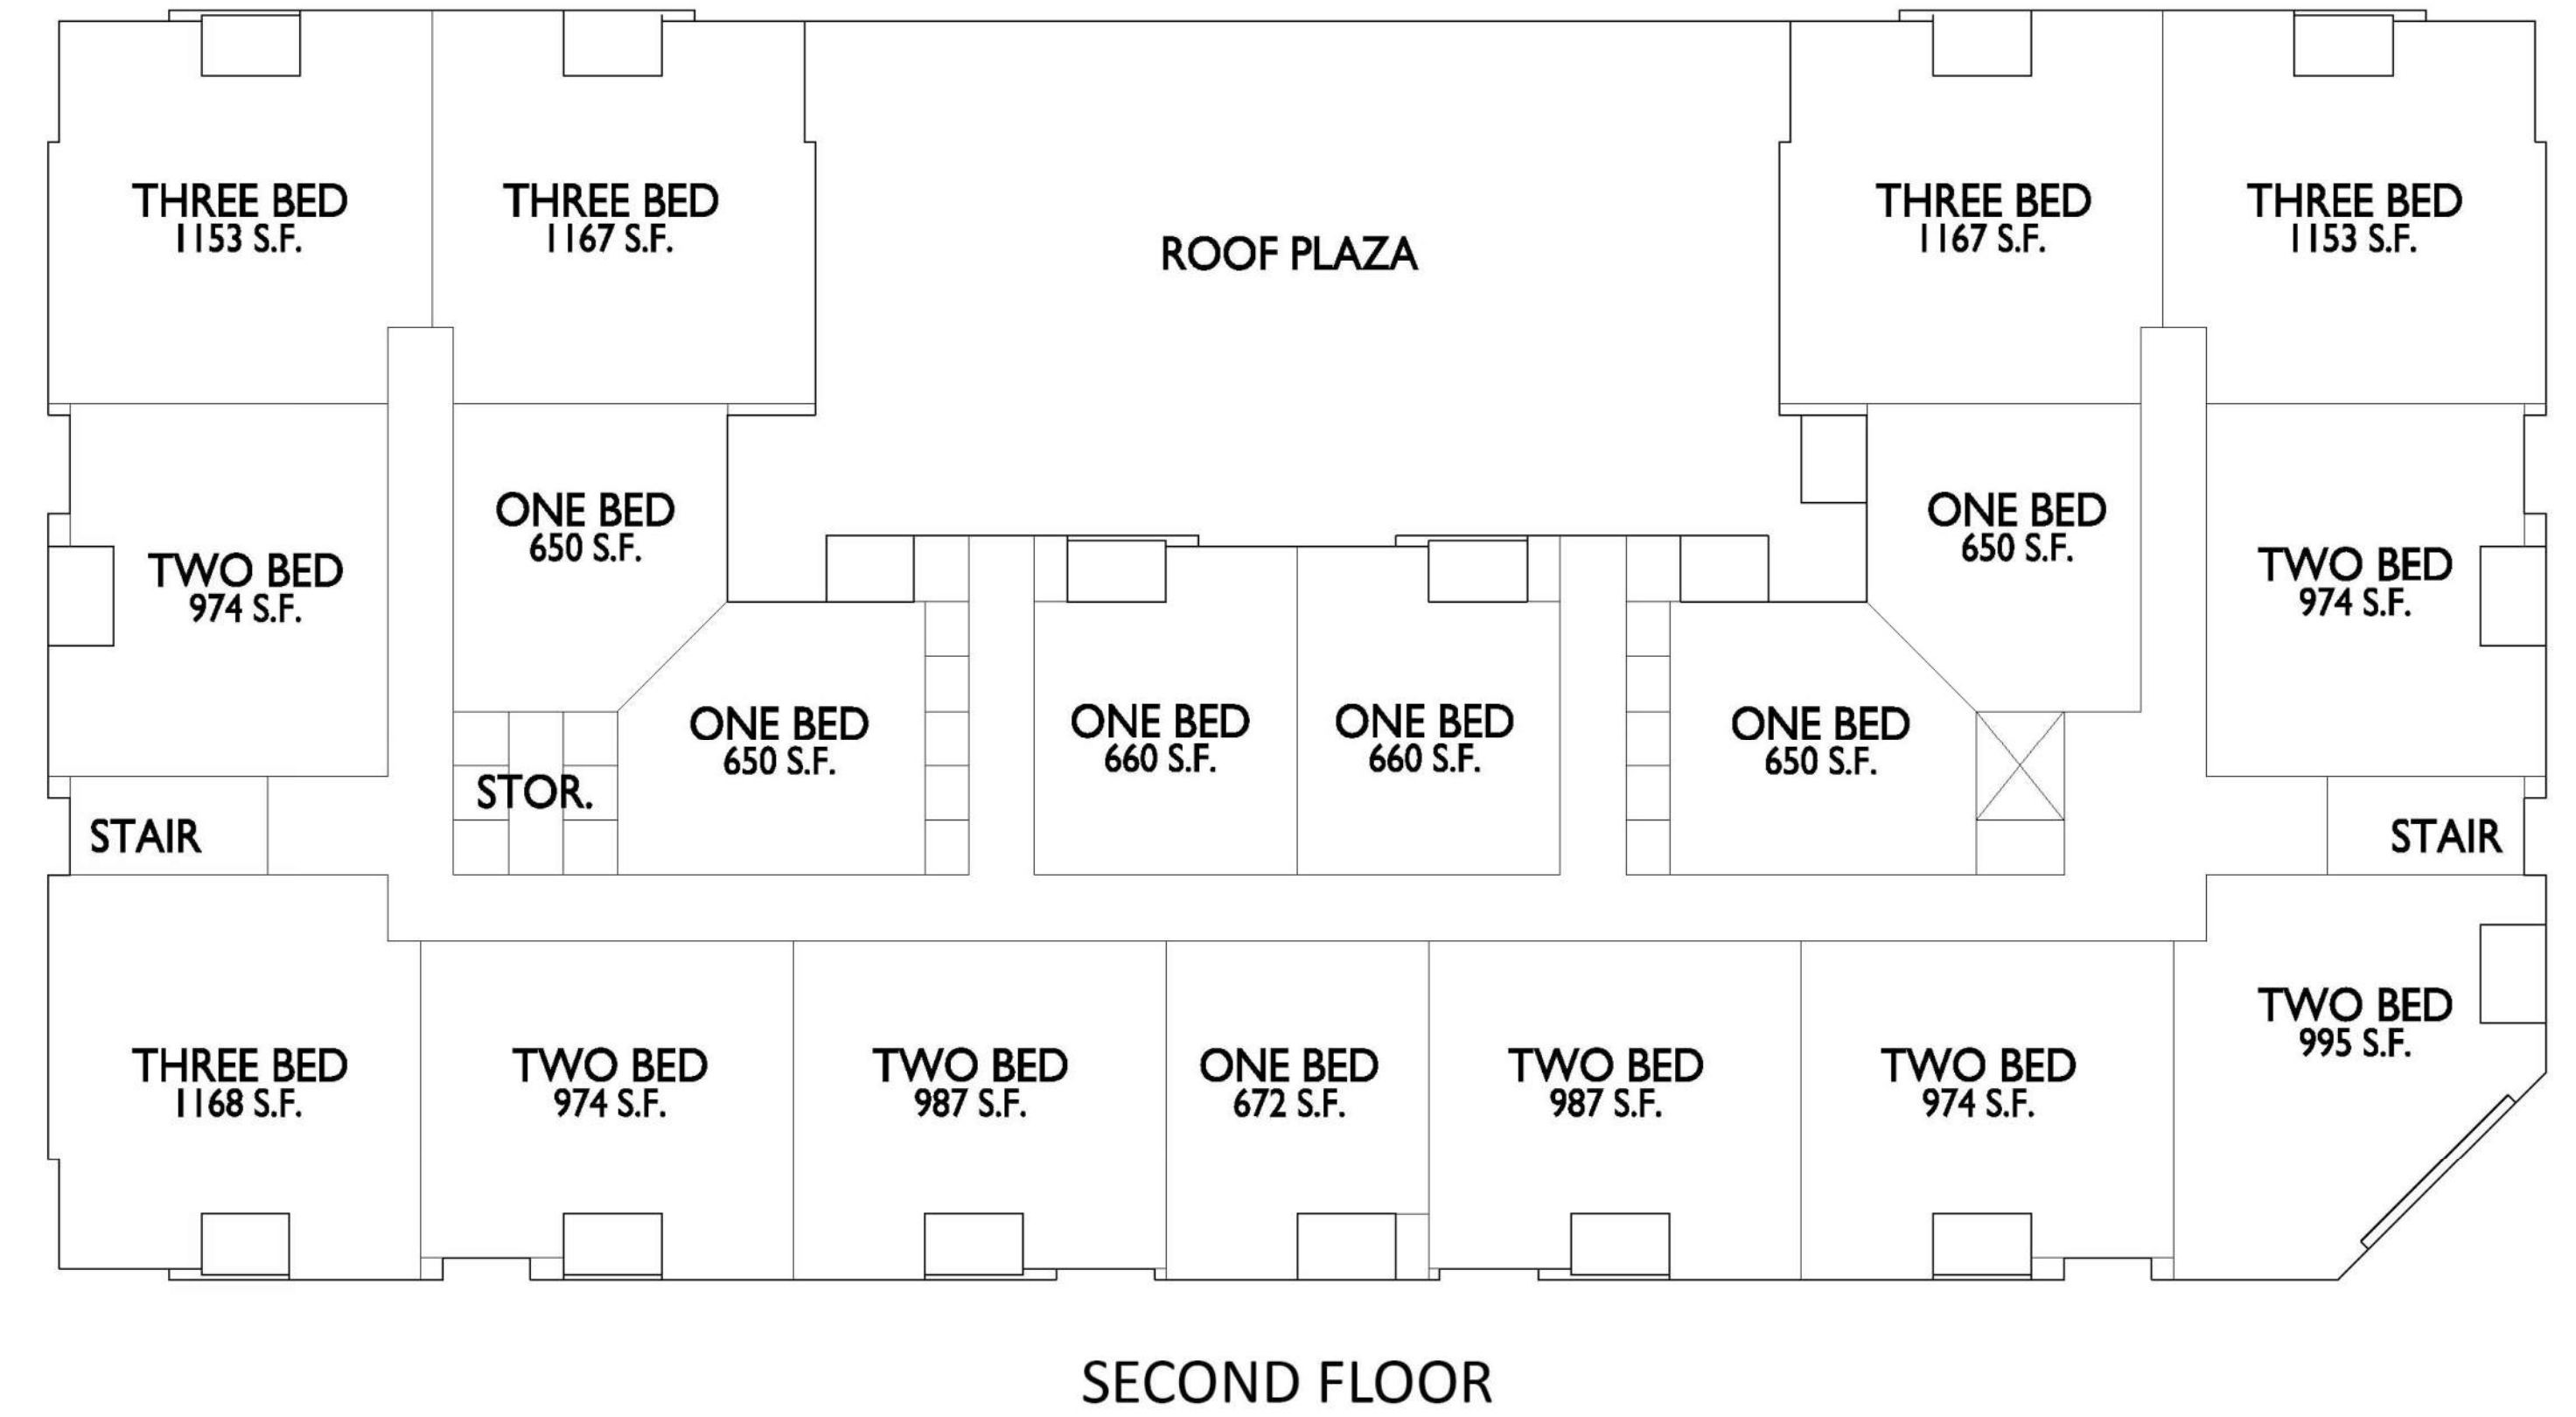 THREE BED
1153 S.F.
THREE BED
1167 S.F.
ROOF PLAZA
THREE BED
1167 S.F.
THREE BED
1153 S.F.
TWO BED
974 S.F.
ONE BED
650 S.F.
ONE BED
650 S.F.
TWO BED
974 S.F.
STOR.
ONE BED
650 S.F.
ONE BED
660 S.F.
ONE BED
660 S.F.
ONE BED
650 S.F.
STAIR
STAIR
THREE BED
1168 S.F.
TWO BED
974 S.F.
TWO BED
987 S.F.
ONE BED
672 S.F.
TWO BED
987 S.F.
TWO BED
974 S.F.
TWO BED
995 S.F.
SECOND FLOOR